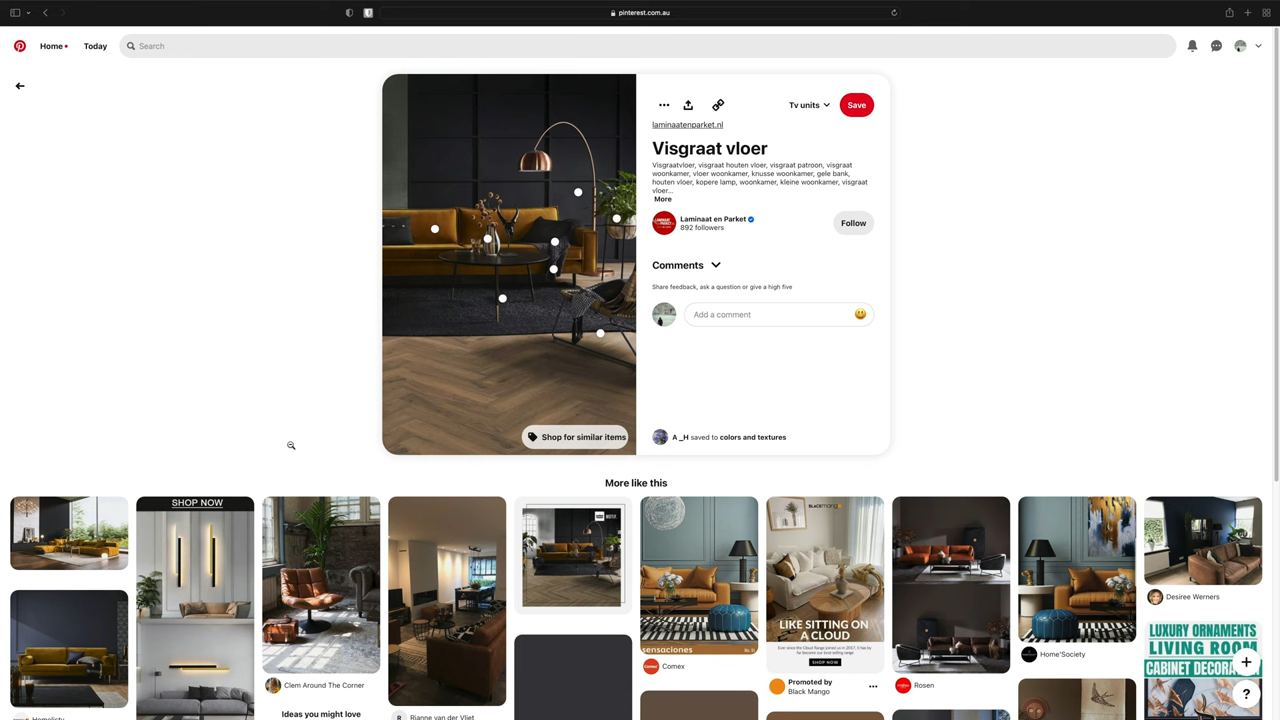 pinterest.com.au
Home
Today
Search
Tv units
Save
laminaatenparket.nl
Visgraat vloer
Visgraatvloer, visgraat houten vloer, visgraat patroon, visgraat
woonkamer, vloer woonkamer, knusse woonkamer, gele bank,
houten vloer, kopere lamp, woonkamer, kleine woonkamer, visgraat
vloer...
More
Laminaat en Parket
892 followers
Follow
Comments
Share feedback, ask a question or give a high five
Add a comment
Shop for similar items
A _H saved to colors and textures
More like this
SHOP NOW
Clem Around The Corner
Ideas you might love
R
Rianne van der Vliet
sensaciones
Comex
LIKE SITTING ON
A CLOUD
SHOP NOW
Promoted by
Black Mango
Rosen
Home'Society
Desiree Werners
LUXURY ORNAMENTS
LIVING ROOM
CABINET DECORA
+
?
Homelisty